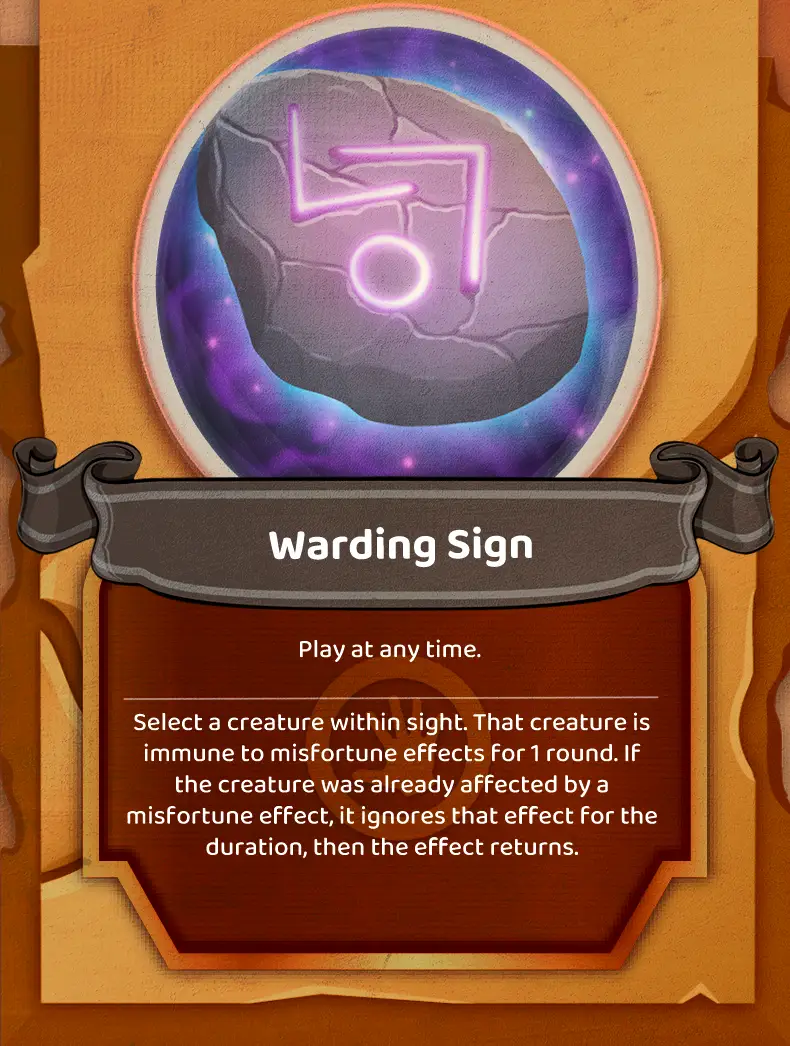 Warding Sign
Play at any time.
Select a creature within sight. That creature is
immune to misfortune effects for 1 round. If
the creature was already affected by a
misfortune effect, it ignores that effect for the
duration, then the effect returns.